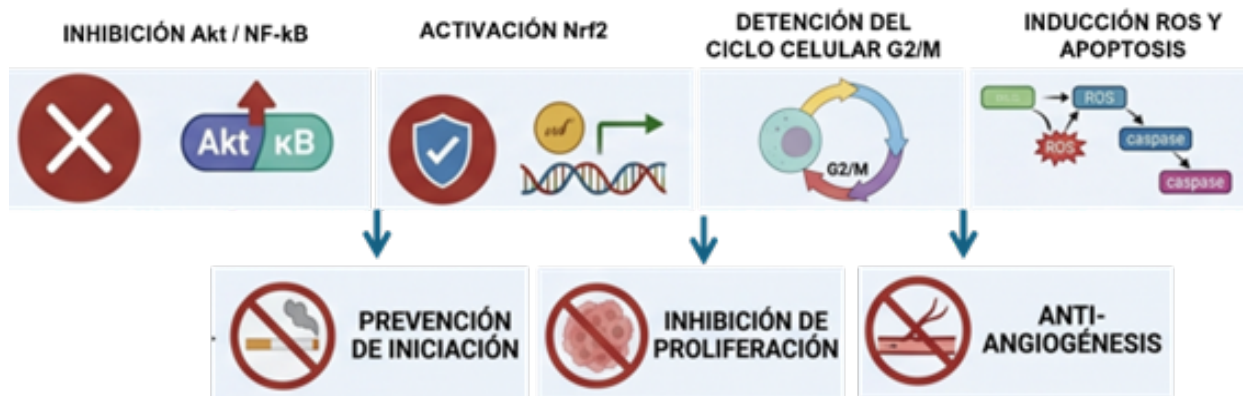 INHIBICIÓN Akt / NF-kB
ACTIVACIÓN Nrf2
DETENCIÓN DEL
CICLO CELULAR G2/M
INDUCCIÓN ROS Y
APOPTOSIS
Akt κB
G2/M
ROS
ROS
caspase
caspase
PREVENCIÓN
DE INICIACIÓN
INHIBICIÓN DE
PROLIFERACIÓN
ANTI-
ANGIOGÉNESIS